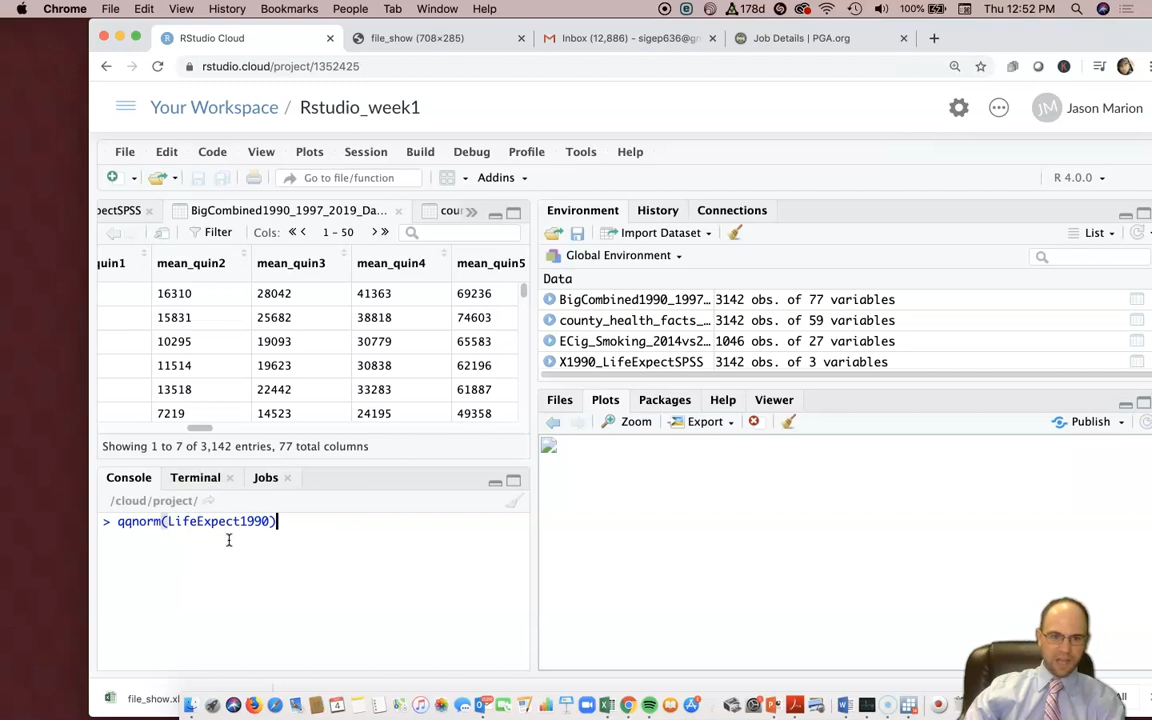 Chrome File Edit View History Bookmarks People Tab Window Help 178d 100% Thu 12:52 PM
RStudio Cloud file_show (708×285) Inbox (12,886) - sigep636@gm Job Details | PGA.org
rstudio.cloud/project/1352425
Your Workspace / Rstudio_week1 JM Jason Marion
File Edit Code View Plots Session Build Debug Profile Tools Help
Go to file/function Addins R 4.0.0
ectSPSS BigCombined1990_1997_2019_Da... cou
Filter Cols: 1 - 50
quin1 mean_quin2 mean_quin3 mean_quin4 mean_quin5
16310 28042 41363 69236
15831 25682 38818 74603
10295 19093 30779 65583
11514 19623 30838 62196
13518 22442 33283 61887
7219 14523 24195 49358
Showing 1 to 7 of 3,142 entries, 77 total columns
Console Terminal Jobs
/cloud/project/
> qqnorm(LifeExpect1990)
Environment History Connections
Import Dataset List
Global Environment
Data
BigCombined1990_1997... 3142 obs. of 77 variables
county_health_facts_... 3142 obs. of 59 variables
ECig_Smoking_2014vs2... 1046 obs. of 27 variables
X1990_LifeExpectSPSS 3142 obs. of 3 variables
Files Plots Packages Help Viewer
Zoom Export Publish
file_show.xl All